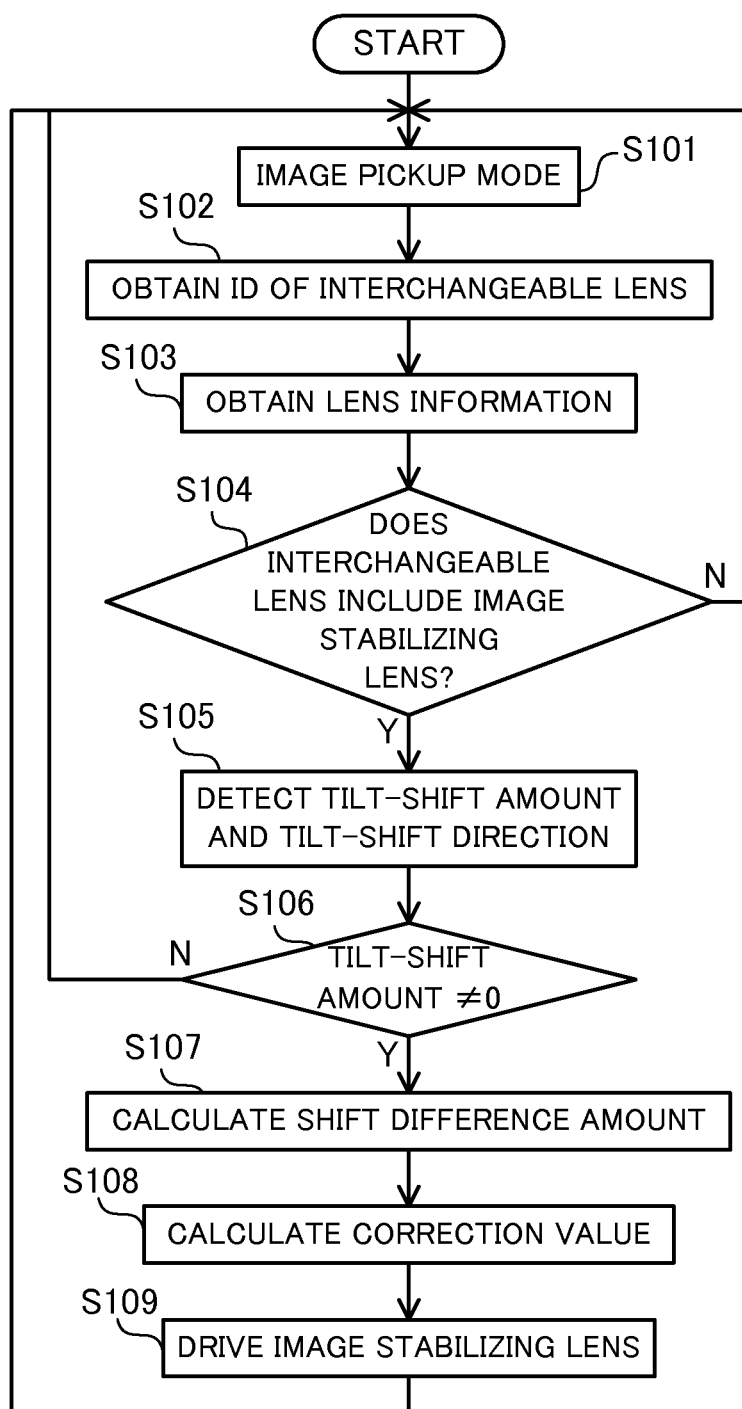 START
IMAGE PICKUP MODE
S101
S102
OBTAIN ID OF INTERCHANGEABLE LENS
S103
OBTAIN LENS INFORMATION
S104
DOES
INTERCHANGEABLE
LENS INCLUDE IMAGE
STABILIZING
LENS?
N
Y
S105
DETECT TILT-SHIFT AMOUNT
AND TILT-SHIFT DIRECTION
S106
TILT-SHIFT
AMOUNT ≠0
N
Y
S107
CALCULATE SHIFT DIFFERENCE AMOUNT
S108
CALCULATE CORRECTION VALUE
S109
DRIVE IMAGE STABILIZING LENS